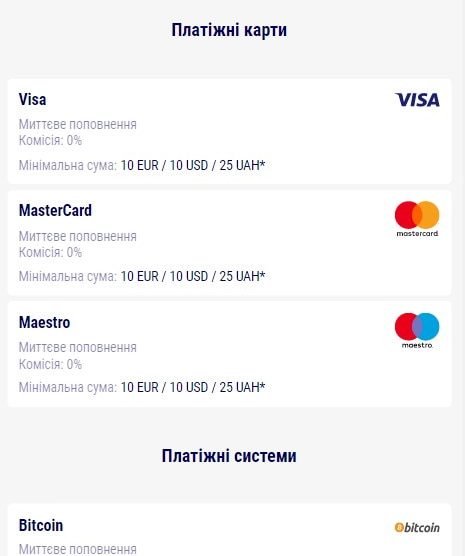 Платіжні карти
Visa
VISA
Миттєве поповнення
Комісія: 0%
Мінімальна сума: 10 EUR / 10 USD / 25 UAH*
MasterCard
mastercard.
Миттєве поповнення
Комісія: 0%
Мінімальна сума: 10 EUR / 10 USD / 25 UAH*
Maestro
maestro.
Миттєве поповнення
Комісія: 0%
Мінімальна сума: 10 EUR / 10 USD / 25 UAH*
Платіжні системи
Bitcoin
bitcoin
Миттєве поповнення